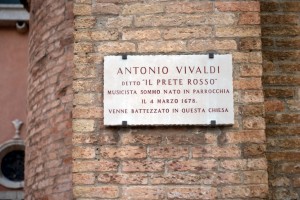 ANTONIO VIVALDI
DETTO "IL PRETE ROSSO"
MUSICISTA SOMMO NATO IN PARROCCHIA
IL 4 MARZO 1678.
VENNE BATTEZZATO IN QUESTA CHIESA